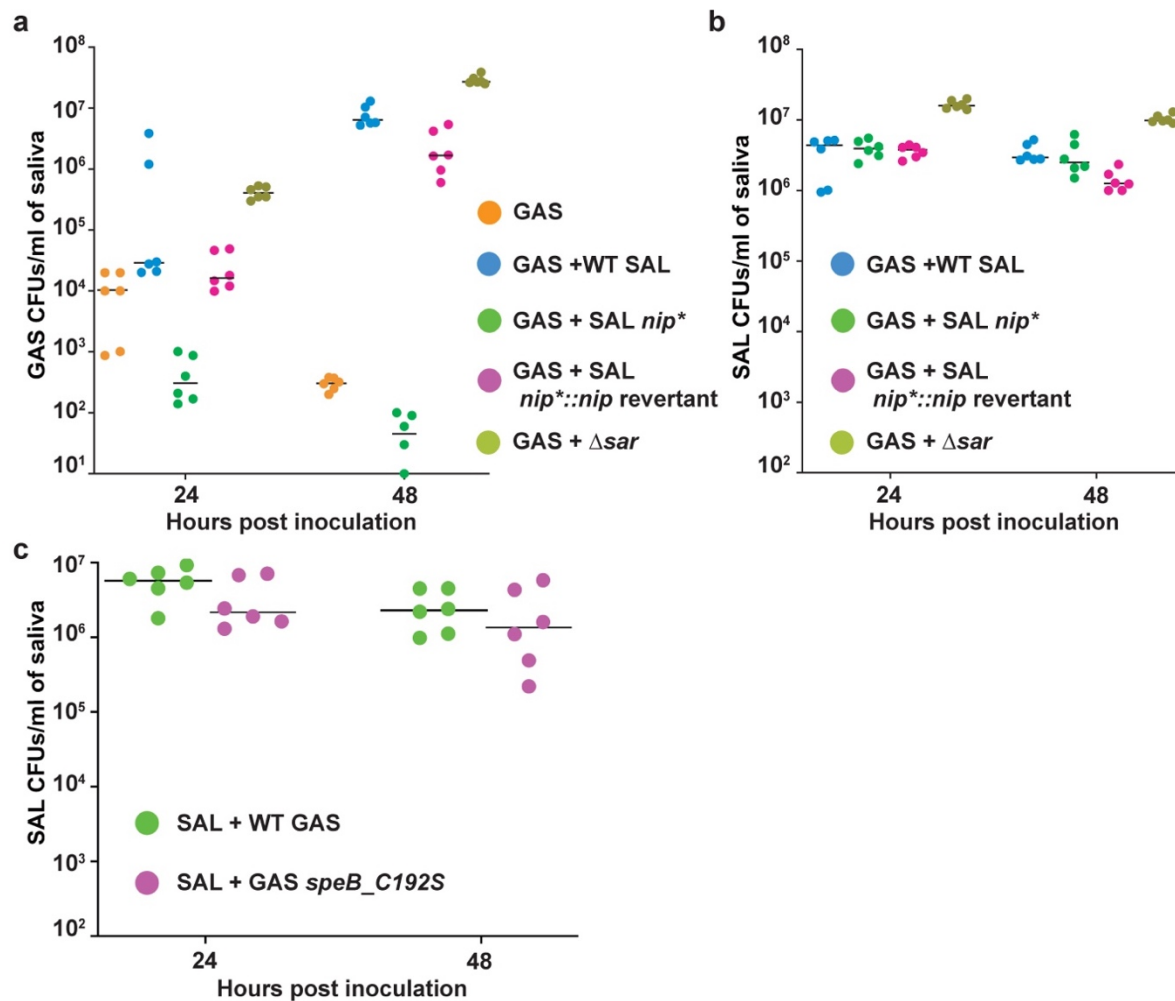 a
GAS CFUs/ml of saliva
10⁸
10⁷
10⁶
10⁵
10⁴
10³
10²
10¹
24
48
Hours post inoculation
GAS
GAS +WT SAL
GAS + SAL nip*
GAS + SAL
nip*::nip revertant
GAS + Δsar
b
SAL CFUs/ml of saliva
10⁸
10⁷
10⁶
10⁵
10⁴
10³
10²
GAS +WT SAL
GAS + SAL nip*
GAS + SAL
nip*::nip revertant
GAS + Δsar
24
48
Hours post inoculation
c
SAL CFUs/ml of saliva
10⁷
10⁶
10⁵
10⁴
10³
10²
SAL + WT GAS
SAL + GAS speB_C192S
24
48
Hours post inoculation